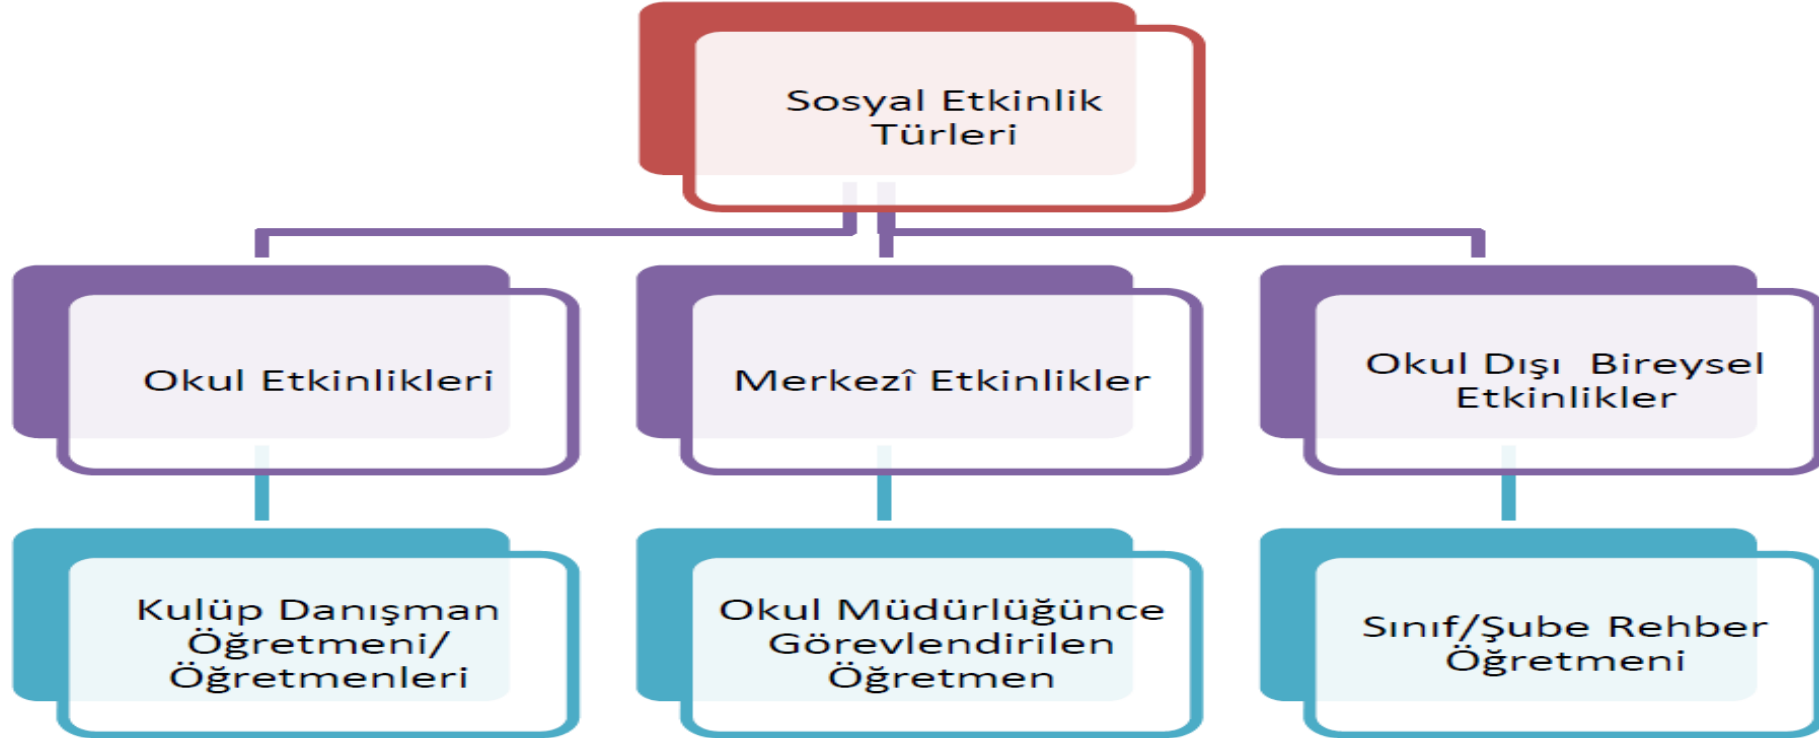 Sosyal Etkinlik
Türleri
Okul Etkinlikleri
Merkezî Etkinlikler
Okul Dışı Bireysel
Etkinlikler
Kulüp Danışman
Öğretmeni/
Öğretmenleri
Okul Müdürlüğünce
Görevlendirilen
Öğretmen
Sınıf/Şube Rehber
Öğretmeni